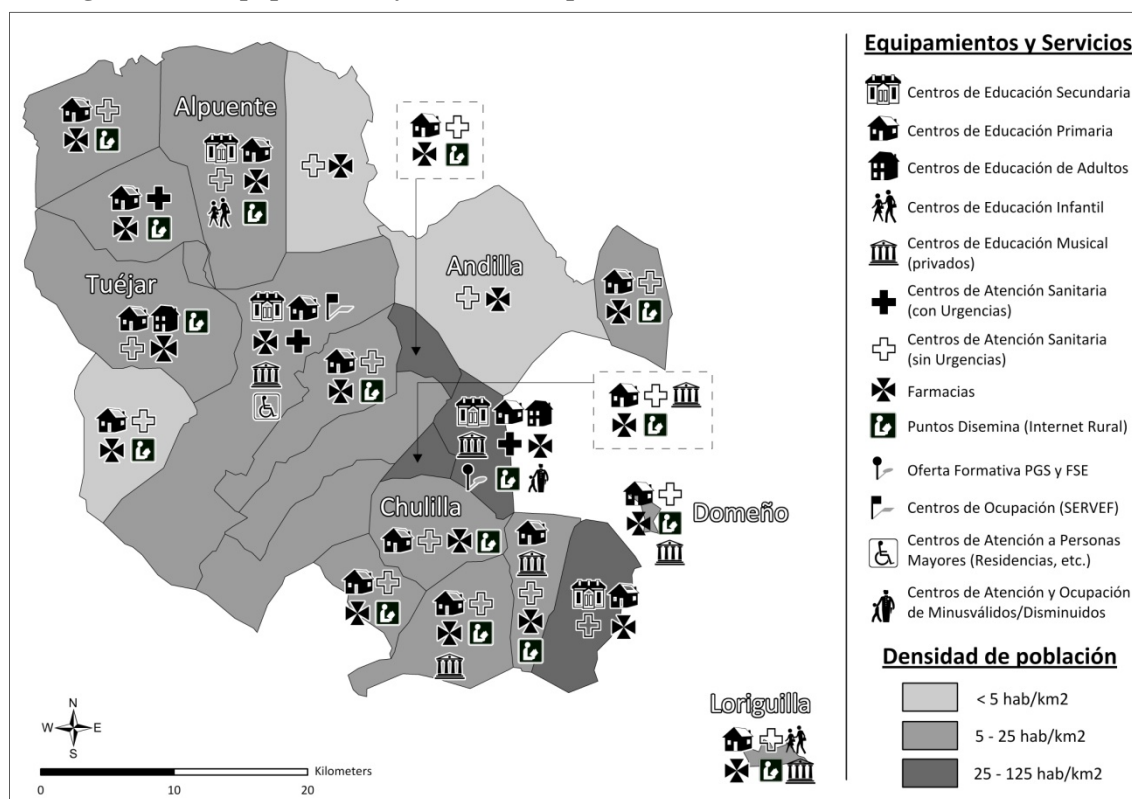 Alpuente
Andilla
Tuéjar
Chulilla
Domeño
Loriguilla
N
W
E
S
Kilometers
0
10
20
Equipamientos y Servicios
Centros de Educación Secundaria
Centros de Educación Primaria
Centros de Educación de Adultos
Centros de Educación Infantil
Centros de Educación Musical
(privados)
Centros de Atención Sanitaria
(con Urgencias)
Centros de Atención Sanitaria
(sin Urgencias)
Farmacias
Puntos Disemina (Internet Rural)
Oferta Formativa PGS y FSE
Centros de Ocupación (SERVEF)
Centros de Atención a Personas
Mayores (Residencias, etc.)
Centros de Atención y Ocupación
de Minusválidos/Disminuidos
Densidad de población
< 5 hab/km2
5 - 25 hab/km2
25 - 125 hab/km2